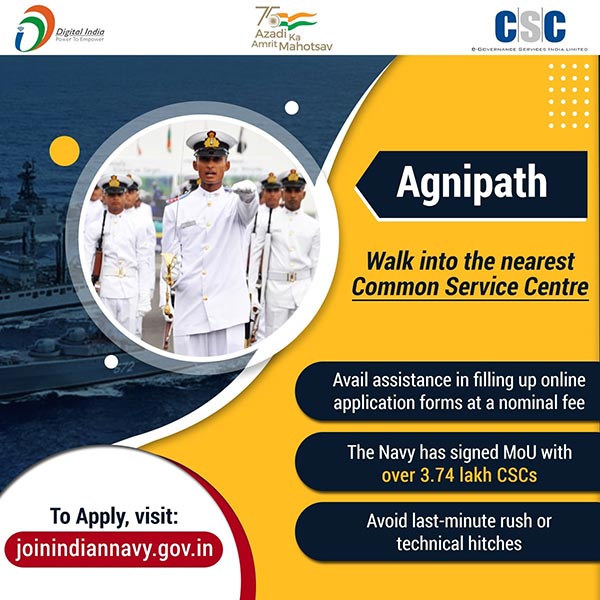 Digital India
Power To Empower
75
Azadi Ka
Amrit Mahotsav
CSC
e-Governance Services India Limited
Agnipath
Walk into the nearest
Common Service Centre
Avail assistance in filling up online
application forms at a nominal fee
The Navy has signed MoU with
over 3.74 lakh CSCs
Avoid last-minute rush or
technical hitches
To Apply, visit:
joinindiannavy.gov.in